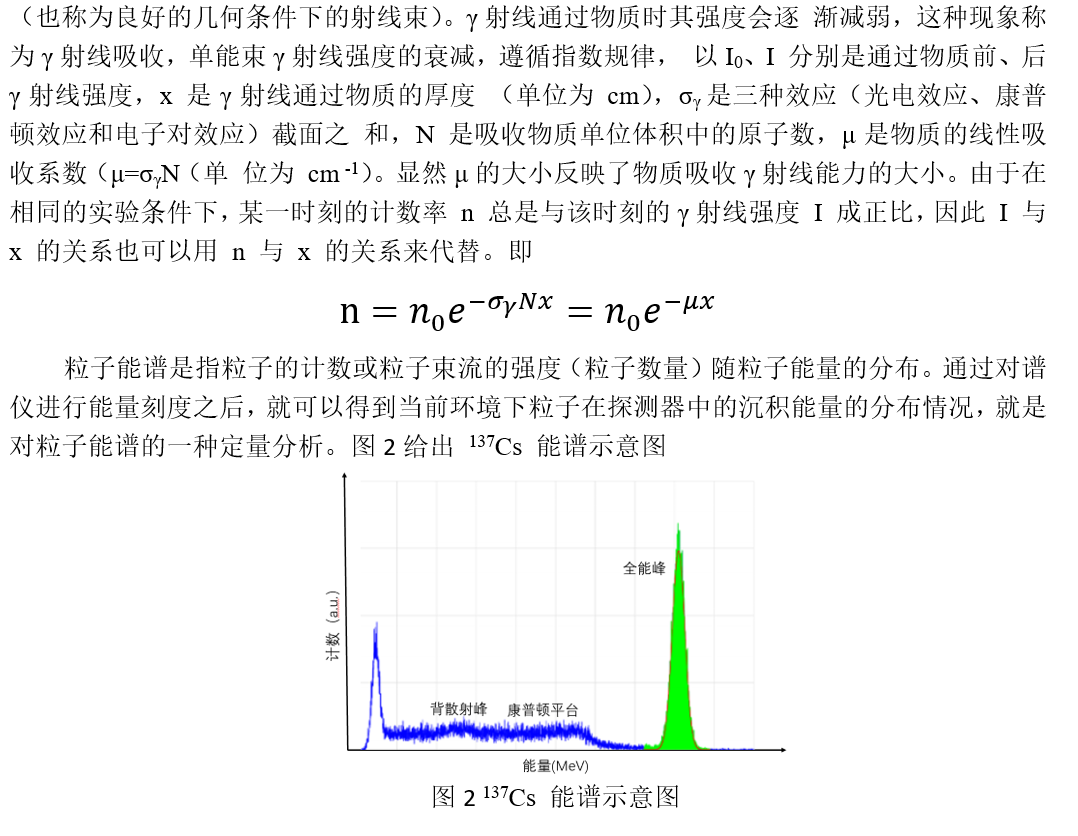 （也称为良好的几何条件下的射线束）。γ 射线通过物质时其强度会逐 渐减弱，这种现象称
为 γ 射线吸收，单能束 γ 射线强度的衰减，遵循指数规律， 以 I₀、I 分别是通过物质前、后
γ 射线强度，x 是 γ 射线通过物质的厚度 （单位为 cm），σᵧ 是三种效应（光电效应、康普
顿效应和电子对效应）截面之 和，N 是吸收物质单位体积中的原子数，μ 是物质的线性吸
收系数（μ=σᵧN（单 位为 cm⁻¹）。显然 μ 的大小反映了物质吸收 γ 射线能力的大小。由于在
相同的实验条件下，某一时刻的计数率 n 总是与该时刻的 γ 射线强度 I 成正比，因此 I 与
x 的关系也可以用 n 与 x 的关系来代替。即
n = n₀e^{−σᵧNx} = n₀e^{−μx}
粒子能谱是指粒子的计数或粒子束流的强度（粒子数量）随粒子能量的分布。通过对谱
仪进行能量刻度之后，就可以得到当前环境下粒子在探测器中的沉积能量的分布情况，就是
对粒子能谱的一种定量分析。图 2 给出 ¹³⁷Cs 能谱示意图
全能峰
计数（a.u.）
背散射峰 康普顿平台
能量(MeV)
图 2 ¹³⁷Cs 能谱示意图